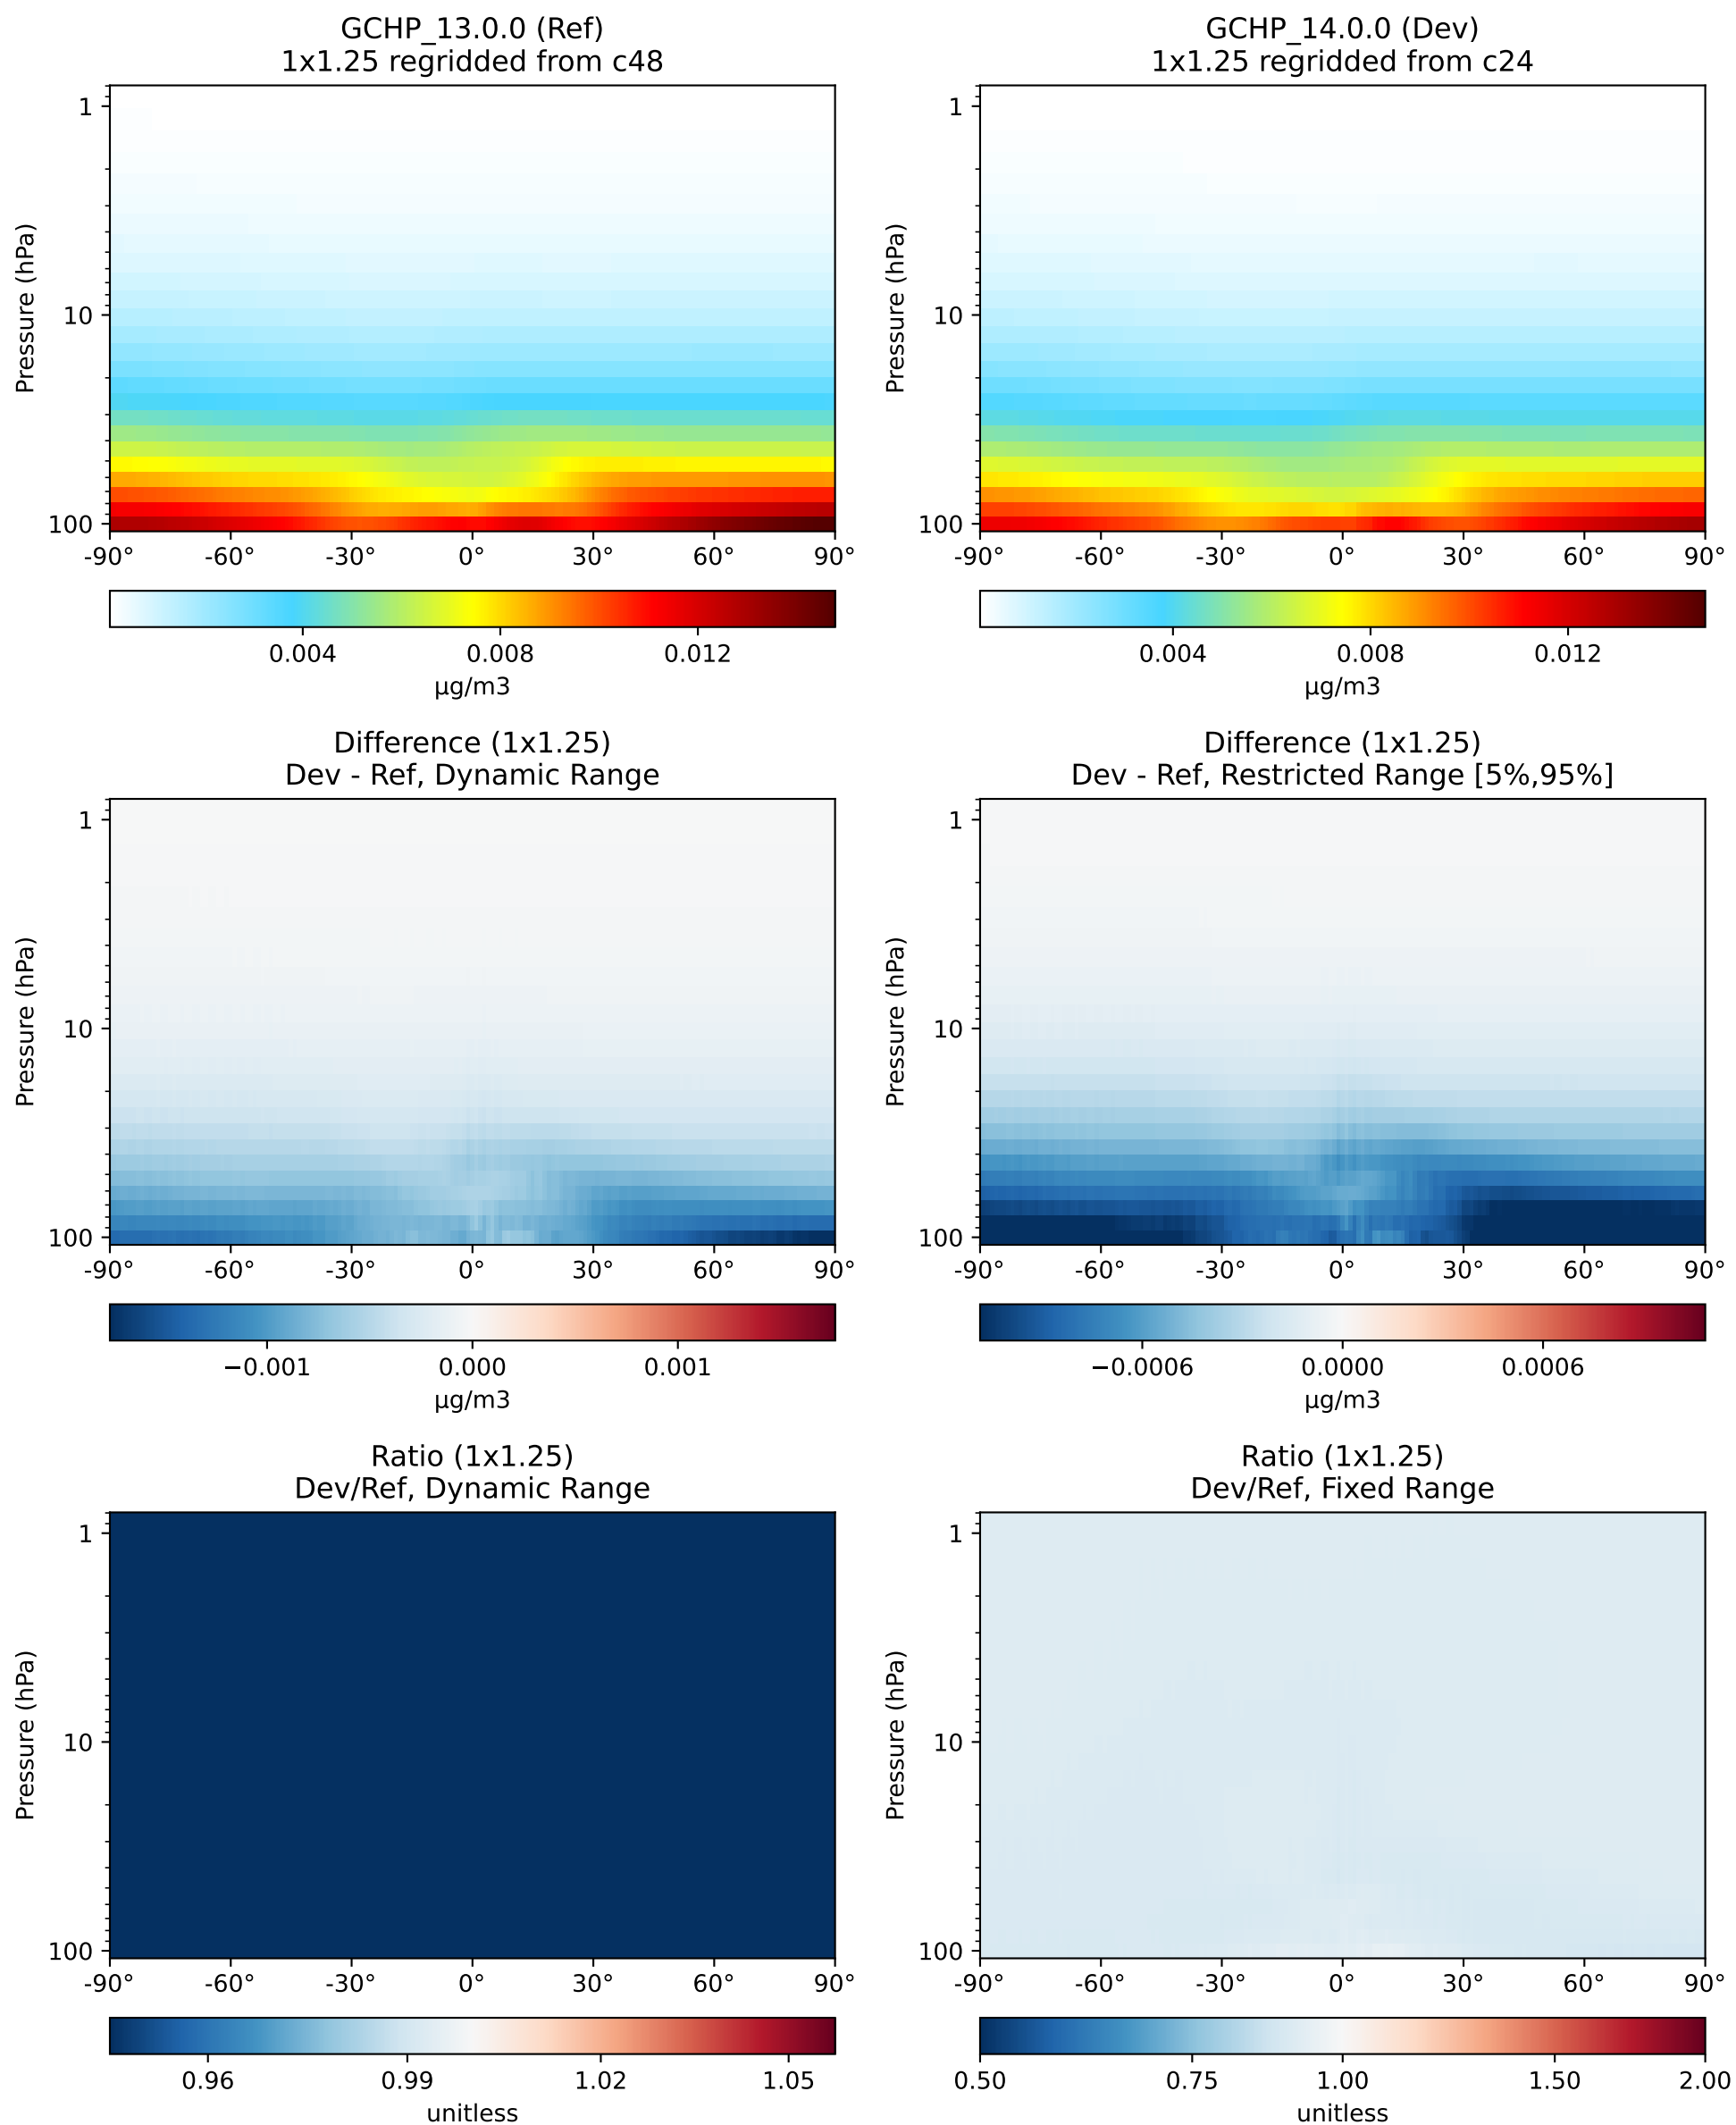 GCHP_13.0.0 (Ref)
1x1.25 regridded from c48
Pressure (hPa)
1
10
100
-90° -60° -30° 0° 30° 60° 90°
0.004 0.008 0.012
µg/m3
GCHP_14.0.0 (Dev)
1x1.25 regridded from c24
Pressure (hPa)
1
10
100
-90° -60° -30° 0° 30° 60° 90°
0.004 0.008 0.012
µg/m3
Difference (1x1.25)
Dev - Ref, Dynamic Range
Pressure (hPa)
1
10
100
-90° -60° -30° 0° 30° 60° 90°
−0.001 0.000 0.001
µg/m3
Difference (1x1.25)
Dev - Ref, Restricted Range [5%,95%]
Pressure (hPa)
1
10
100
-90° -60° -30° 0° 30° 60° 90°
−0.0006 0.0000 0.0006
µg/m3
Ratio (1x1.25)
Dev/Ref, Dynamic Range
Pressure (hPa)
1
10
100
-90° -60° -30° 0° 30° 60° 90°
0.96 0.99 1.02 1.05
unitless
Ratio (1x1.25)
Dev/Ref, Fixed Range
Pressure (hPa)
1
10
100
-90° -60° -30° 0° 30° 60° 90°
0.50 0.75 1.00 1.50 2.00
unitless